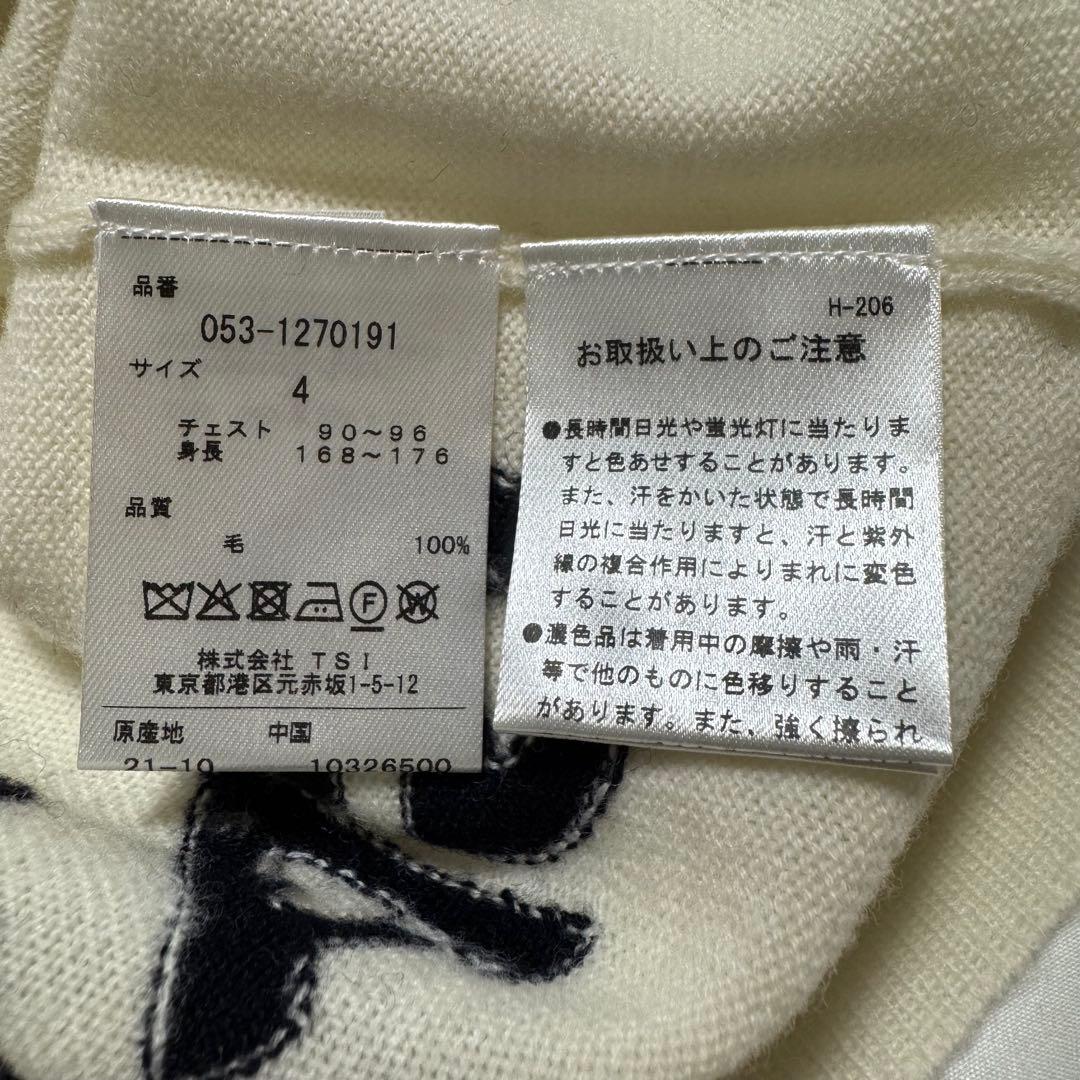 品番
053-1270191
サイズ
4
チェスト 90～96
身長 168～176
品質
毛 100%
F
W
株式会社 TSI
東京都港区元赤坂1-5-12
原産地 中国
21-10 10326500
H-206
お取扱い上のご注意
●長時間日光や蛍光灯に当たりま
すと色あせすることがあります。
また、汗をかいた状態で長時間
日光に当たりますと、汗と紫外
線の複合作用によりまれに変色
することがあります。
●濃色品は着用中の摩擦や雨・汗
等で他のものに色移りすること
があります。また、強く擦られ